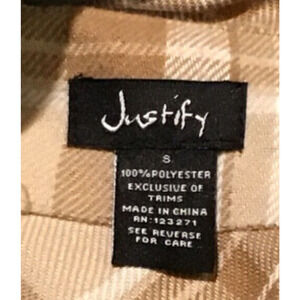 Justify
S
100% POLYESTER
EXCLUSIVE OF
TRIMS
MADE IN CHINA
RN: 123271
SEE REVERSE
FOR CARE